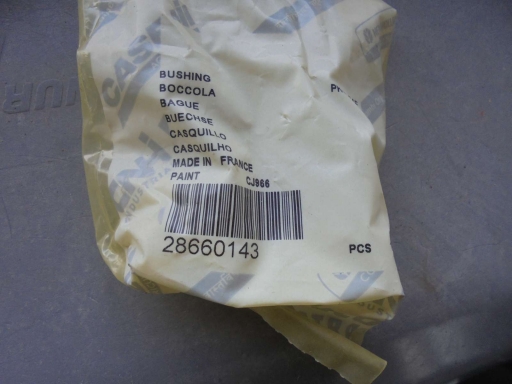 BUSHING
BOCCOLA
BAGUE
BUECHSE
CASQUILLO
CASQUILHO
MADE IN FRANCE
PAINT CJ966
28660143
PCS